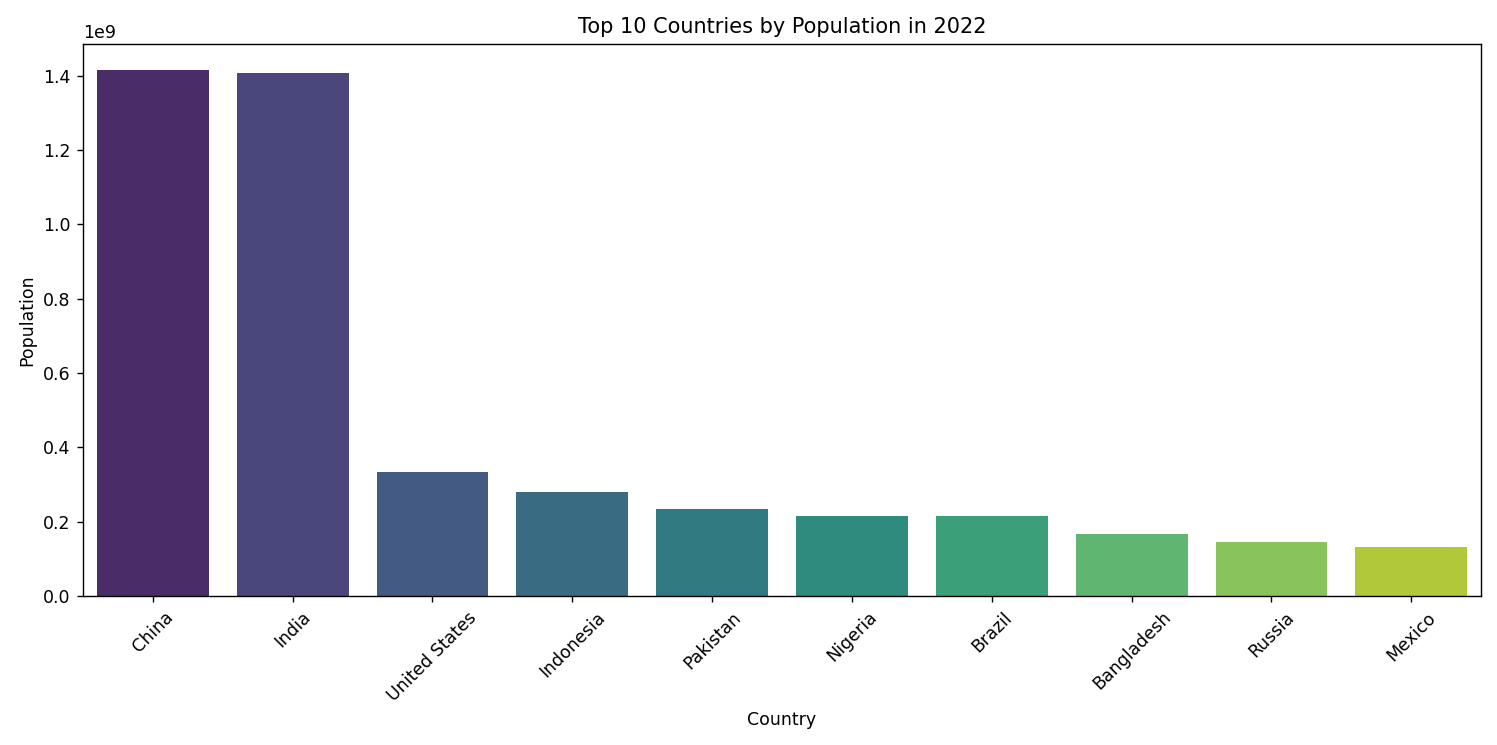 Top 10 Countries by Population in 2022
1e9
1.4
1.2
1.0
0.8
0.6
0.4
0.2
0.0
Population
China
India
United States
Indonesia
Pakistan
Nigeria
Brazil
Bangladesh
Russia
Mexico
Country